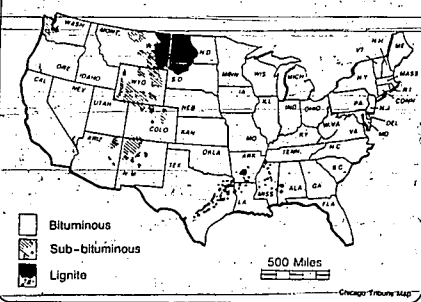 WASH
MONT.
N D
ORE.
IDAHO
WYO
S D
MINN
WIS
MICH
VT
N H
ME
N Y
MASS
R I
CONN
CAL
NEV
UTAH
COLO
NEB
IA
ILL
IND
OHIO
PA
N J
DEL
MD
KAN
MO
KY
W.VA
VA
N C
ARIZ
N M
OKLA
ARK
TENN.
S C
TEX
LA
MISS
ALA
GA
FLA
Bituminous
Sub-bituminous
Lignite
500 Miles
Chicago Tribune Map